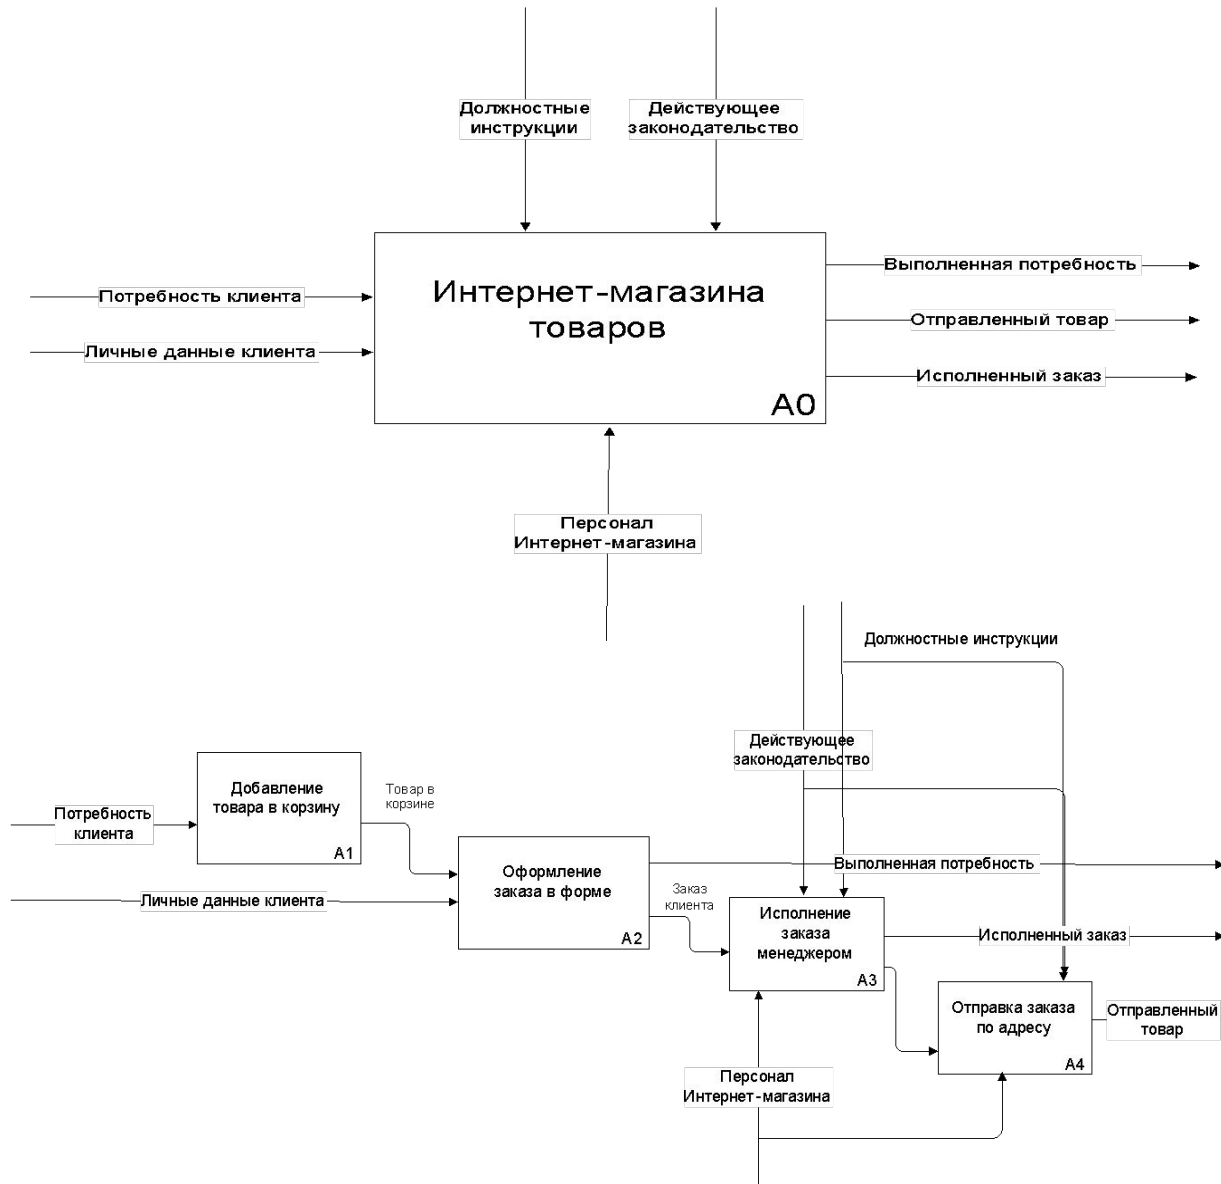 Должностные
инструкции
Действующее
законодательство
Интернет-магазина
товаров
A0
Потребность клиента
Личные данные клиента
Выполненная потребность
Отправленный товар
Исполненный заказ
Персонал
Интернет-магазина
Должностные инструкции
Действующее
законодательство
Добавление
товара в корзину
A1
Товар в
корзине
Потребность
клиента
Личные данные клиента
Оформление
заказа в форме
A2
Заказ
клиента
Выполненная потребность
Исполнение
заказа
менеджером
A3
Исполненный заказ
Отправка заказа
по адресу
A4
Отправленный
товар
Персонал
Интернет-магазина